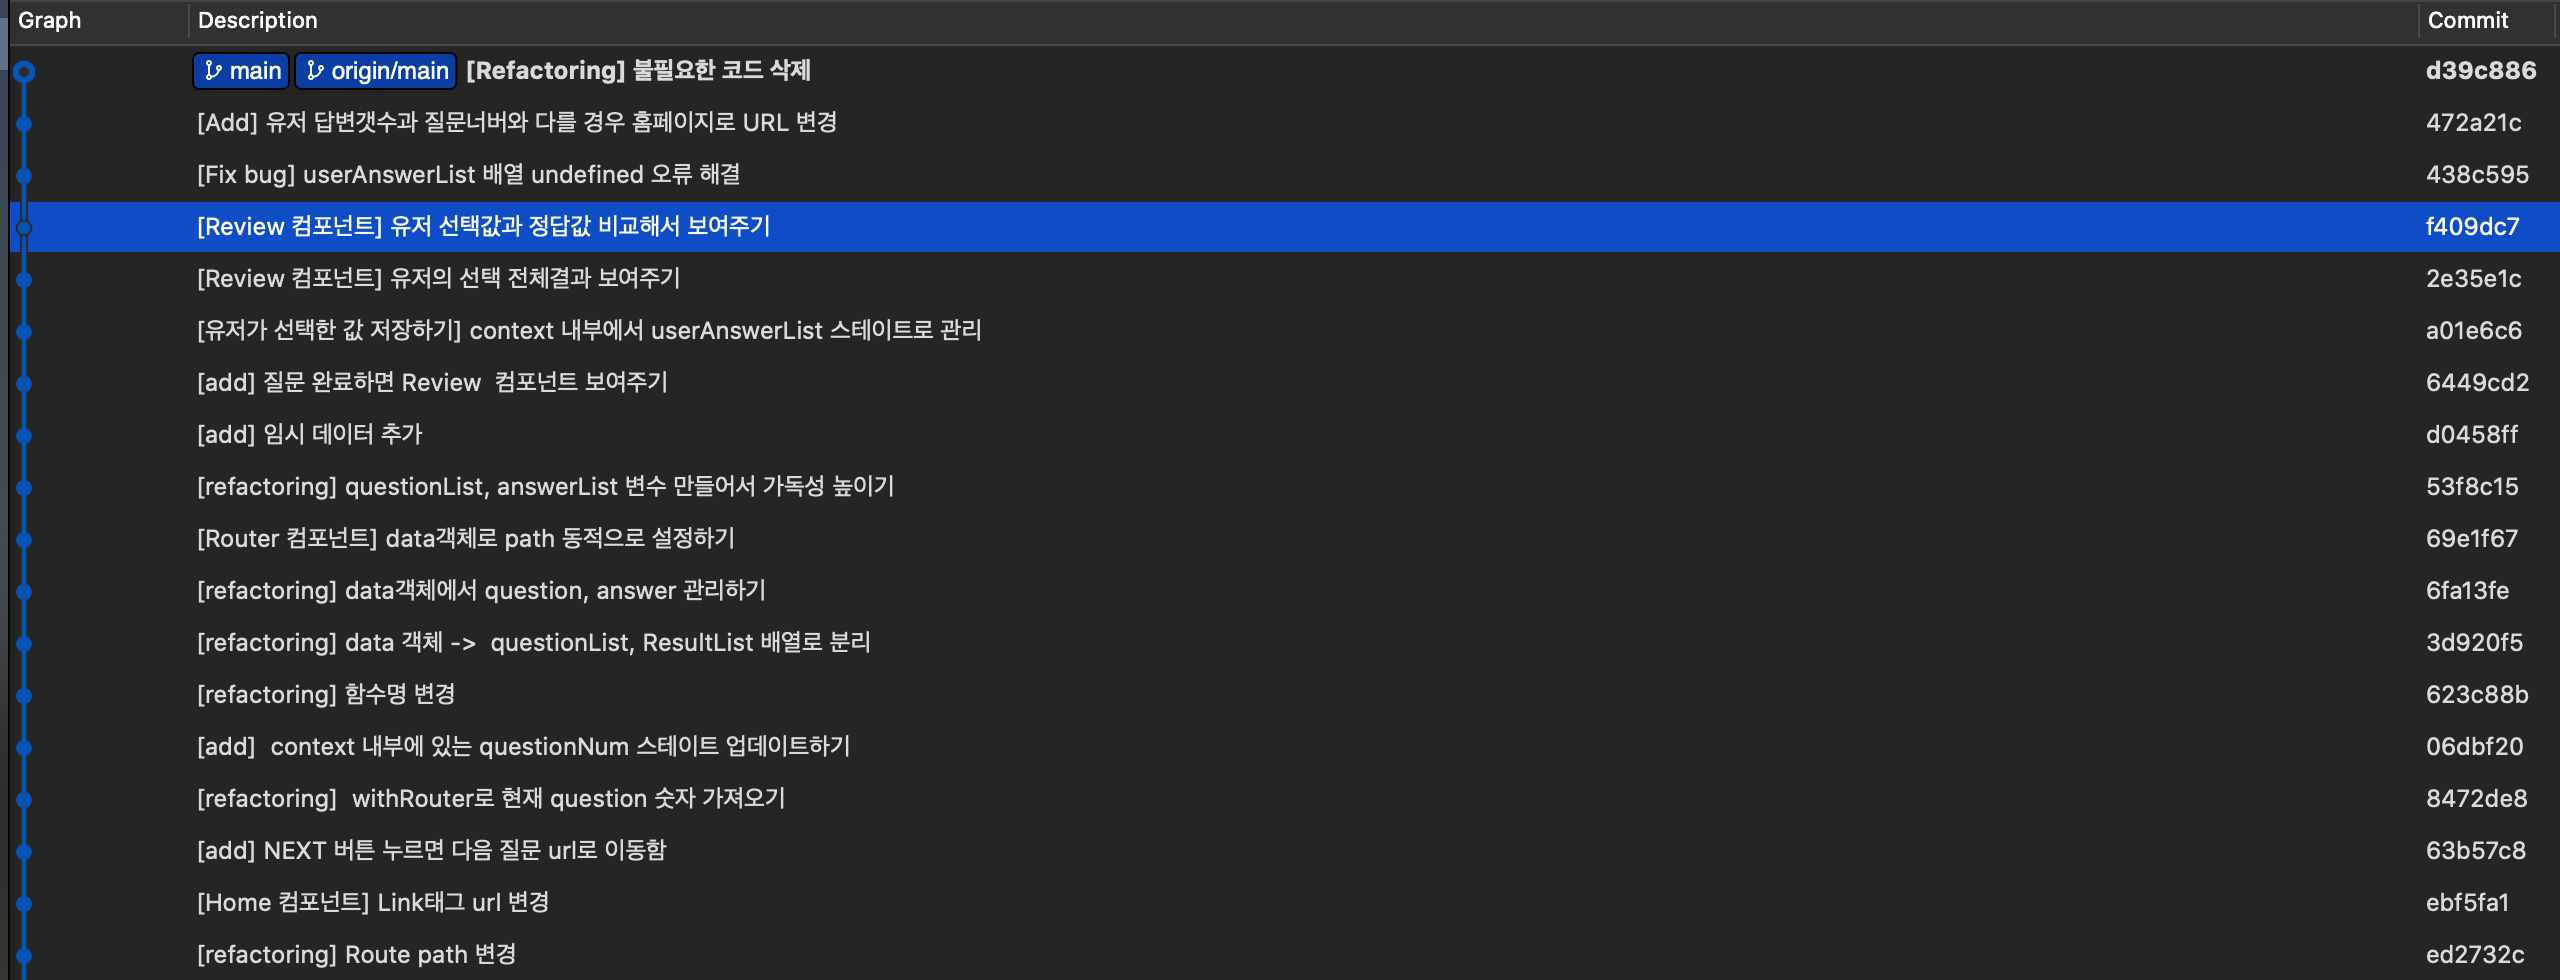 Graph Description Commit
main origin/main [Refactoring] 불필요한 코드 삭제 d39c886
[Add] 유저 답변갯수과 질문너버와 다를 경우 홈페이지로 URL 변경 472a21c
[Fix bug] userAnswerList 배열 undefined 오류 해결 438c595
[Review 컴포넌트] 유저 선택값과 정답값 비교해서 보여주기 f409dc7
[Review 컴포넌트] 유저의 선택 전체결과 보여주기 2e35e1c
[유저가 선택한 값 저장하기] context 내부에서 userAnswerList 스테이트로 관리 a01e6c6
[add] 질문 완료하면 Review  컴포넌트 보여주기 6449cd2
[add] 임시 데이터 추가 d0458ff
[refactoring] questionList, answerList 변수 만들어서 가독성 높이기 53f8c15
[Router 컴포넌트] data객체로 path 동적으로 설정하기 69e1f67
[refactoring] data객체에서 question, answer 관리하기 6fa13fe
[refactoring] data 객체 ->  questionList, ResultList 배열로 분리 3d920f5
[refactoring] 함수명 변경 623c88b
[add]  context 내부에 있는 questionNum 스테이트 업데이트하기 06dbf20
[refactoring]  withRouter로 현재 question 숫자 가져오기 8472de8
[add] NEXT 버튼 누르면 다음 질문 url로 이동함 63b57c8
[Home 컴포넌트] Link태그 url 변경 ebf5fa1
[refactoring] Route path 변경 ed2732c